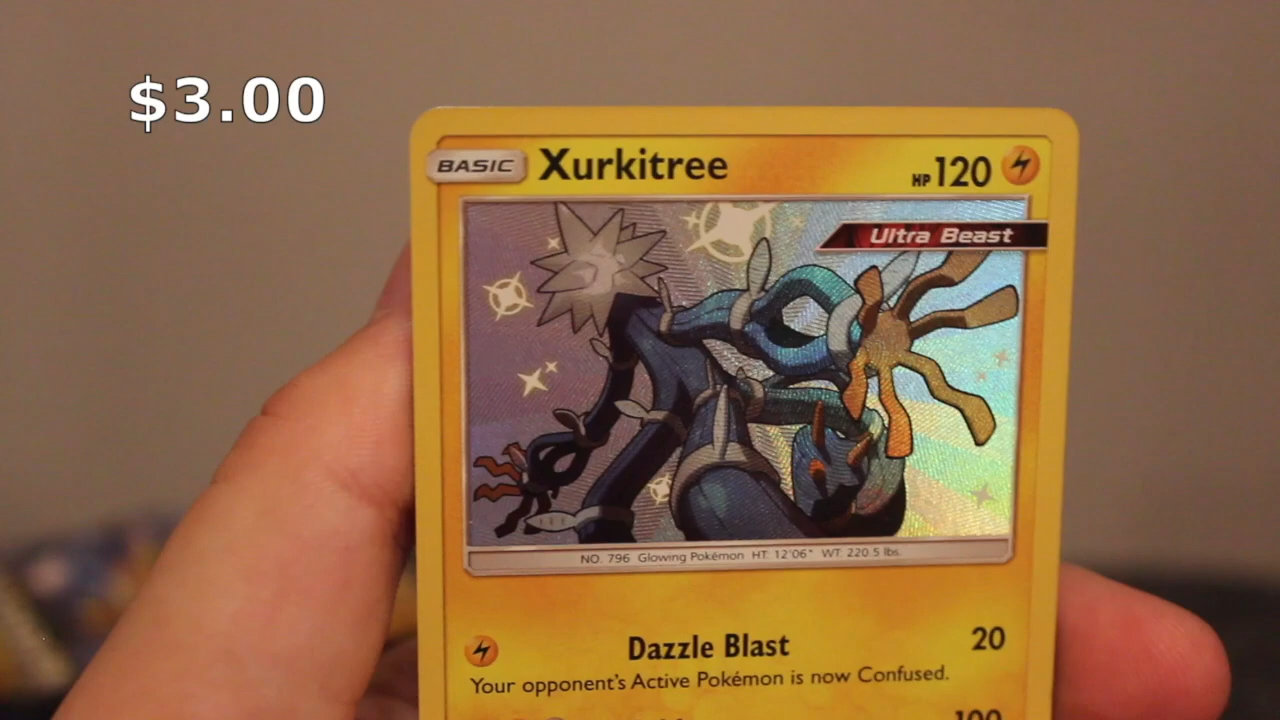 $3.00
BASIC Xurkitree HP 120
Ultra Beast
NO. 796 Glowing Pokémon HT: 12'06" WT: 220.5 lbs.
Dazzle Blast 20
Your opponent's Active Pokémon is now Confused.
100